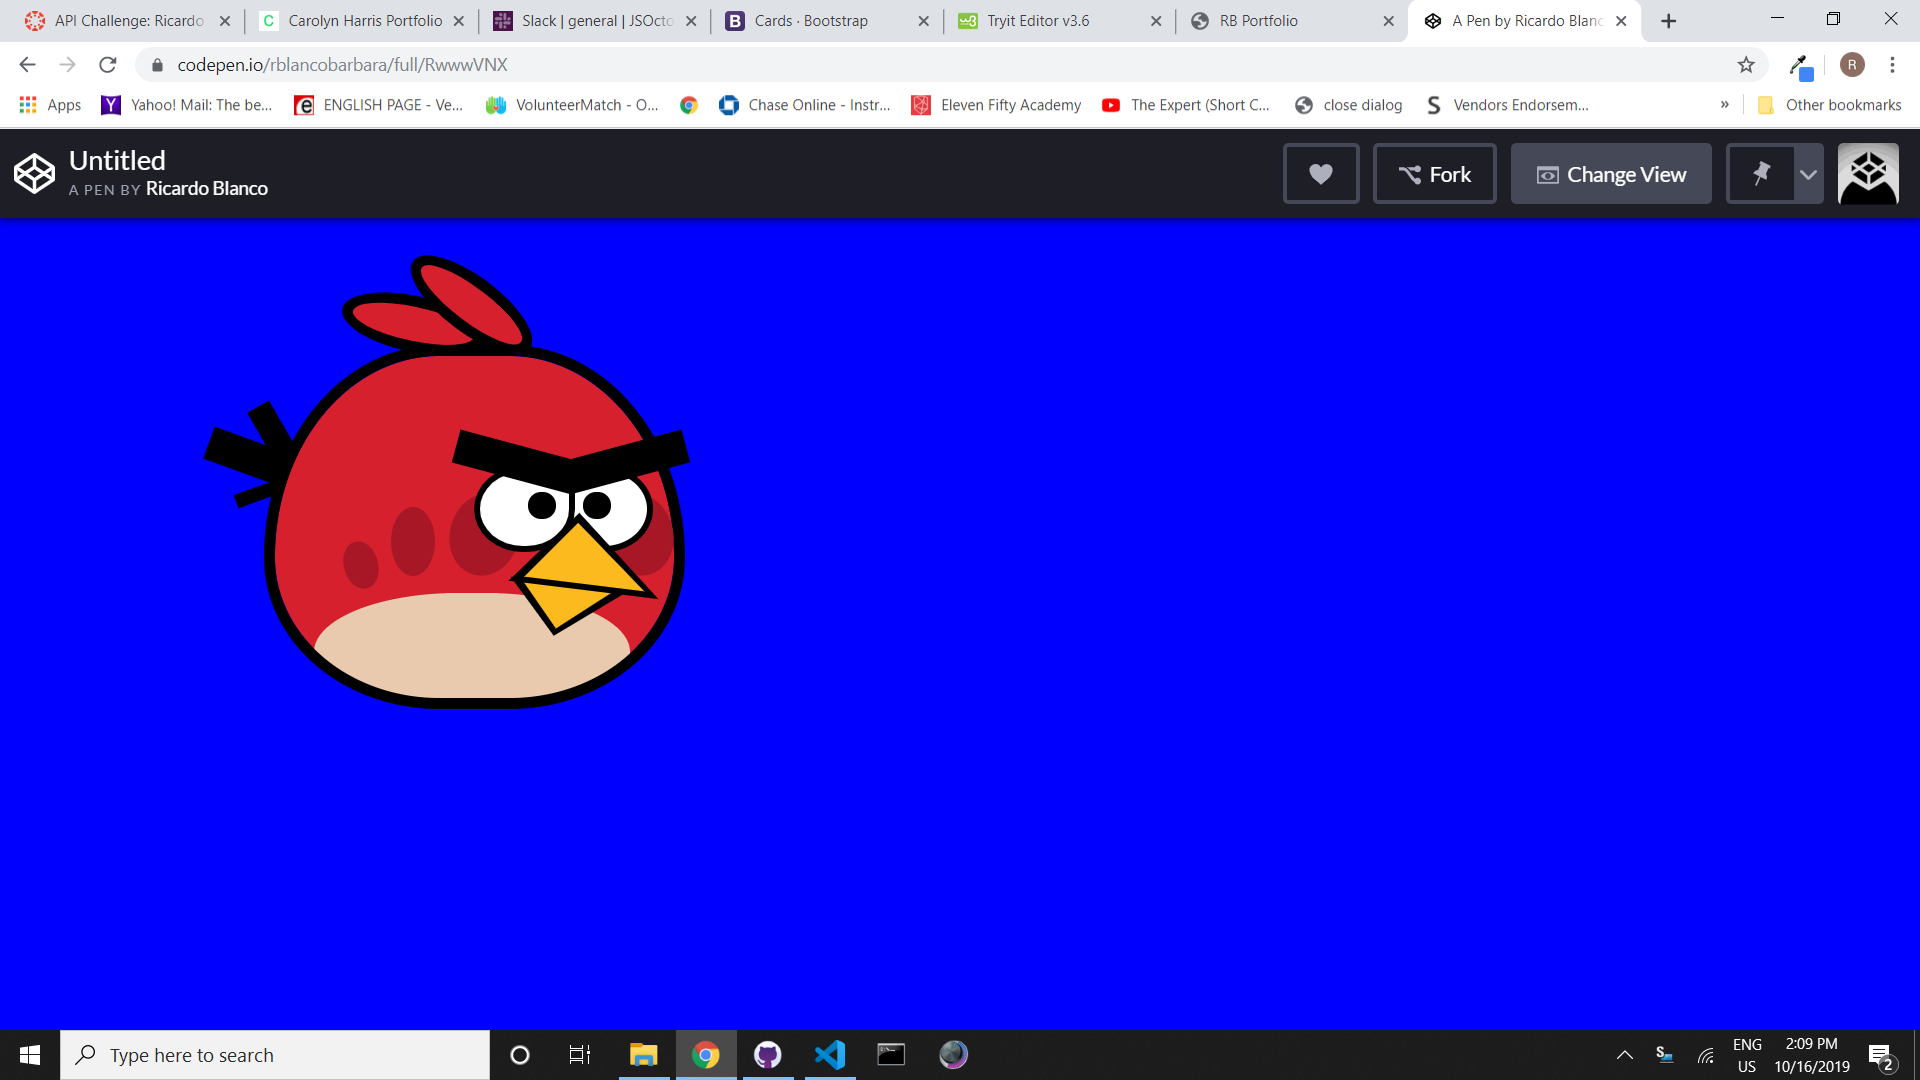 API Challenge: Ricardo
Carolyn Harris Portfolio
Slack | general | JSOcto
Cards · Bootstrap
Tryit Editor v3.6
RB Portfolio
A Pen by Ricardo Blanc
codepen.io/rblancobarbara/full/RwwwVNX
R
Apps
Yahoo! Mail: The be...
ENGLISH PAGE - Ve...
VolunteerMatch - O...
Chase Online - Instr...
Eleven Fifty Academy
The Expert (Short C...
close dialog
Vendors Endorsem...
»
Other bookmarks
Untitled
A PEN BY Ricardo Blanco
Fork
Change View
Type here to search
ENG
US
2:09 PM
10/16/2019
2